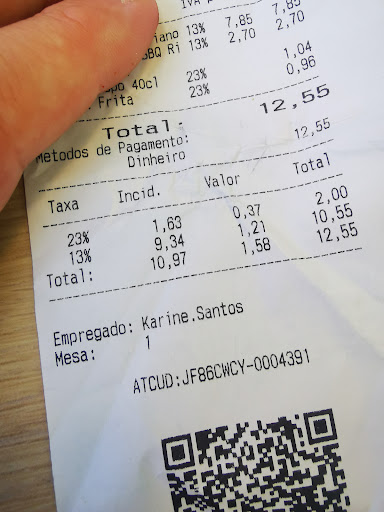 IVA
iano 13% 7,85 7,85
BQ Ri 13% 2,70 2,70
opo 40cl 23% 1,04
Frita 23% 0,96
Total: 12,55
Metodos de Pagamento:
Dinheiro 12,55
Taxa Incid. Valor Total
23% 1,63 0,37 2,00
13% 9,34 1,21 10,55
Total: 10,97 1,58 12,55
Empregado: Karine.Santos
Mesa: 1
ATCUD:JF86CWCY-0004391